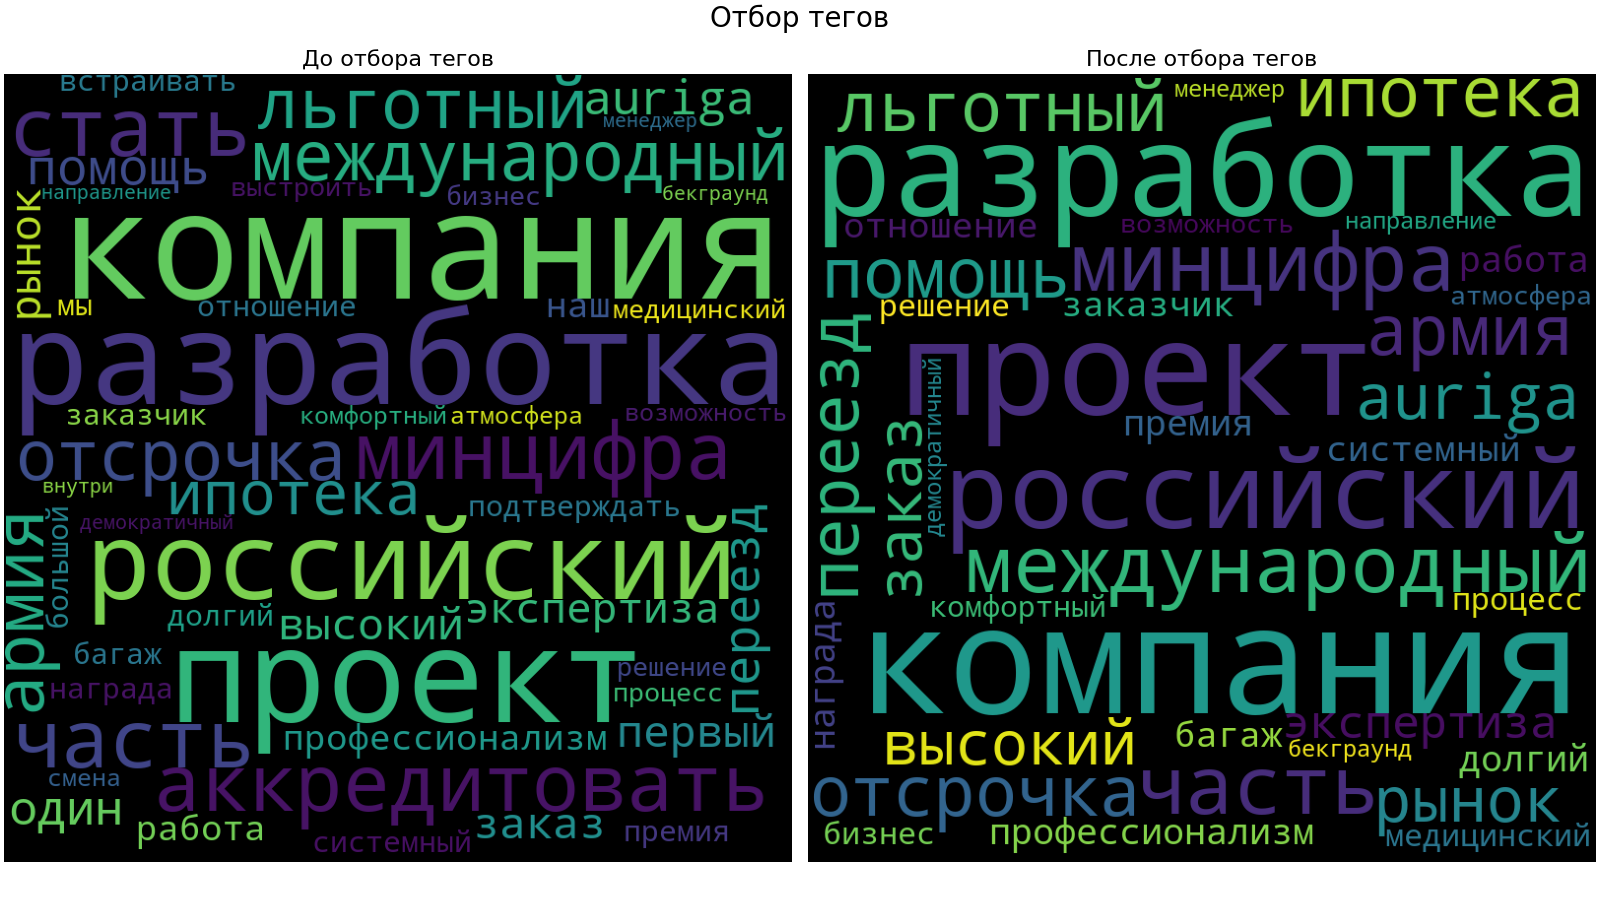 Отбор тегов
До отбора тегов
встраивать
льготный
auriga
стать
менеджер
международный
помощь
направление
выстроить
бизнес
бекграунд
рынок
компания
мы
отношение
наш
медицинский
разработка
заказчик
комфортный
атмосфера
возможность
отсрочка
минцифра
ипотека
внутри
подтверждать
демократичный
армия
большой
российский
переезд
долгий
высокий
экспертиза
багаж
проект
решение
награда
процесс
часть
профессионализм
первый
смена
аккредитовать
один
работа
системный
заказ
премия
После отбора тегов
льготный
менеджер
ипотека
разработка
отношение
возможность
направление
помощь
минцифра
работа
решение
заказчик
атмосфера
армия
переезд
проект
демократичный
auriga
премия
заказ
системный
российский
международный
комфортный
процесс
награда
компания
высокий
багаж
экспертиза
бекграунд
долгий
отсрочка
часть
рынок
бизнес
профессионализм
медицинский